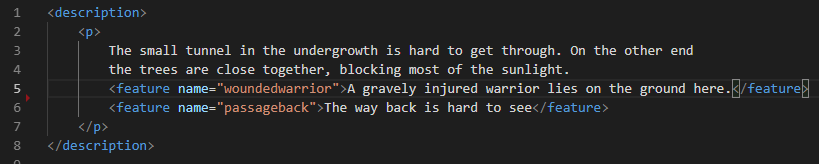 1 <description>
2 <p>
3 The small tunnel in the undergrowth is hard to get through. On the other end
4 the trees are close together, blocking most of the sunlight.
5 <feature name="woundedwarrior">A gravely injured warrior lies on the ground here.</feature>
6 <feature name="passageback">The way back is hard to see</feature>
7 </p>
8 </description>